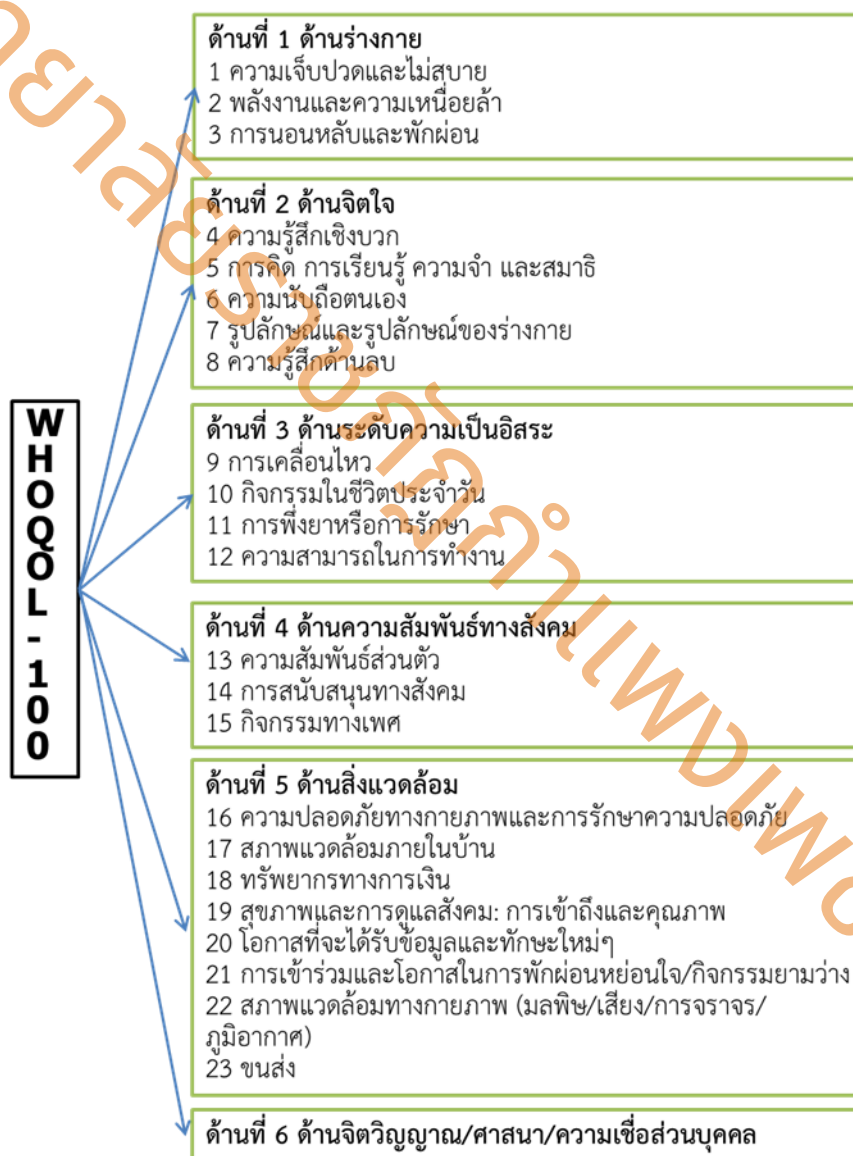 ด้านที่ 1 ด้านร่างกาย
1 ความเจ็บปวดและไม่สบาย
2 พลังงานและความเหนื่อยล้า
3 การนอนหลับและพักผ่อน
ด้านที่ 2 ด้านจิตใจ
4 ความรู้สึกเชิงบวก
5 การคิด การเรียนรู้ ความจำ และสมาธิ
6 ความนับถือตนเอง
7 รูปลักษณ์และรูปลักษณ์ของร่างกาย
8 ความรู้สึกด้านลบ
WHOQOL-100
ด้านที่ 3 ด้านระดับความเป็นอิสระ
9 การเคลื่อนไหว
10 กิจกรรมในชีวิตประจำวัน
11 การพึ่งยาหรือการรักษา
12 ความสามารถในการทำงาน
ด้านที่ 4 ด้านความสัมพันธ์ทางสังคม
13 ความสัมพันธ์ส่วนตัว
14 การสนับสนุนทางสังคม
15 กิจกรรมทางเพศ
ด้านที่ 5 ด้านสิ่งแวดล้อม
16 ความปลอดภัยทางกายภาพและการรักษาความปลอดภัย
17 สภาพแวดล้อมภายในบ้าน
18 ทรัพยากรทางการเงิน
19 สุขภาพและการดูแลสังคม: การเข้าถึงและคุณภาพ
20 โอกาสที่จะได้รับข้อมูลและทักษะใหม่ๆ
21 การเข้าร่วมและโอกาสในการพักผ่อนหย่อนใจ/กิจกรรมยามว่าง
22 สภาพแวดล้อมทางกายภาพ (มลพิษ/เสียง/การจราจร/
ภูมิอากาศ)
23 ขนส่ง
ด้านที่ 6 ด้านจิตวิญญาณ/ศาสนา/ความเชื่อส่วนบุคคล